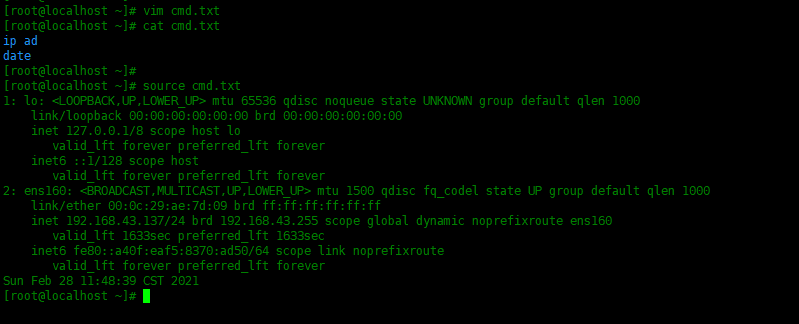 [root@localhost ~]# vim cmd.txt
[root@localhost ~]# cat cmd.txt
ip ad
date
[root@localhost ~]#
[root@localhost ~]# source cmd.txt
1: lo: <LOOPBACK,UP,LOWER_UP> mtu 65536 qdisc noqueue state UNKNOWN group default qlen 1000
    link/loopback 00:00:00:00:00:00 brd 00:00:00:00:00:00
    inet 127.0.0.1/8 scope host lo
       valid_lft forever preferred_lft forever
    inet6 ::1/128 scope host
       valid_lft forever preferred_lft forever
2: ens160: <BROADCAST,MULTICAST,UP,LOWER_UP> mtu 1500 qdisc fq_codel state UP group default qlen 1000
    link/ether 00:0c:29:ae:7d:09 brd ff:ff:ff:ff:ff:ff
    inet 192.168.43.137/24 brd 192.168.43.255 scope global dynamic noprefixroute ens160
       valid_lft 1633sec preferred_lft 1633sec
    inet6 fe80::a40f:eaf5:8370:ad50/64 scope link noprefixroute
       valid_lft forever preferred_lft forever
Sun Feb 28 11:48:39 CST 2021
[root@localhost ~]#